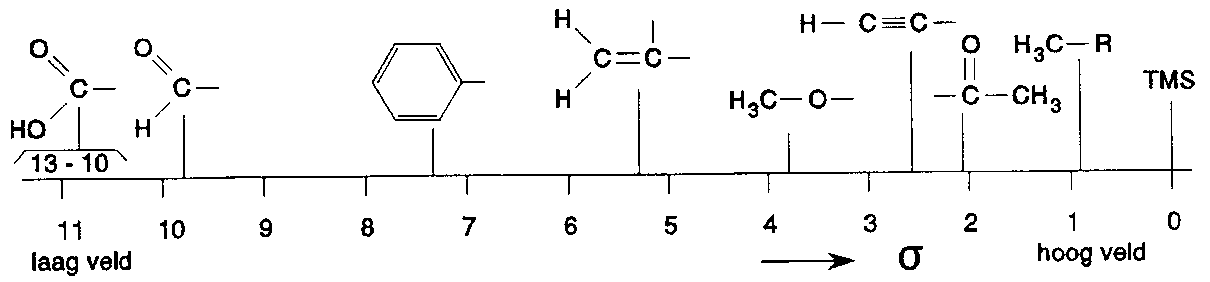 O
C
HO
13 - 10
O
C
H
H
C=C
H
H₃C—O
H—C≡C
O
C—CH₃
H₃C—R
TMS
11 10 9 8 7 6 5 4 3 2 1 0
laag veld σ hoog veld